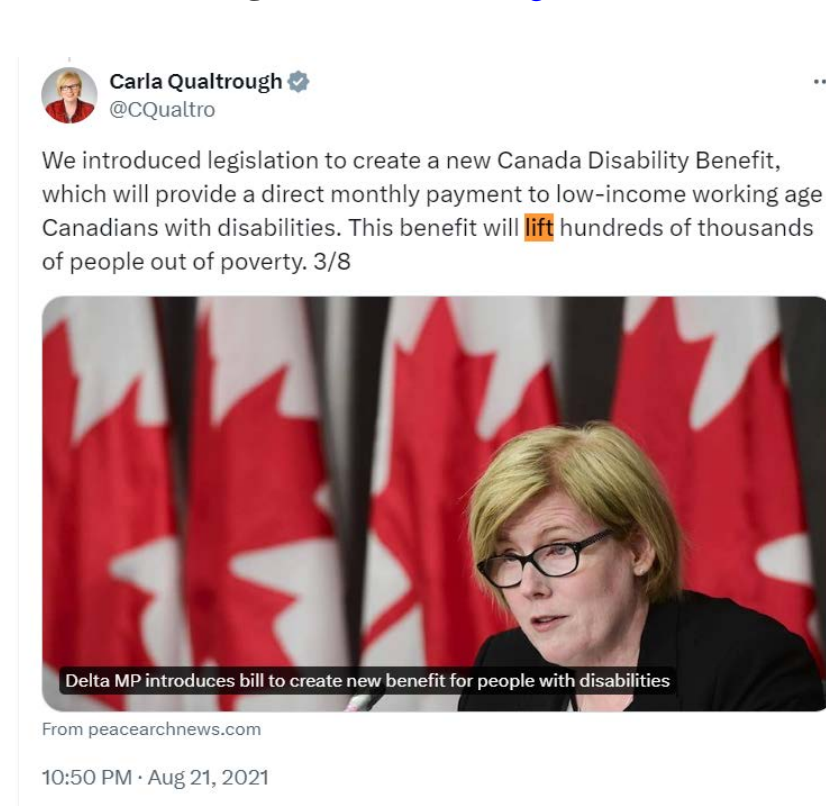 Carla Qualtrough
@CQualtro
We introduced legislation to create a new Canada Disability Benefit,
which will provide a direct monthly payment to low-income working age
Canadians with disabilities. This benefit will lift hundreds of thousands
of people out of poverty. 3/8
Delta MP introduces bill to create new benefit for people with disabilities
From peacearchnews.com
10:50 PM · Aug 21, 2021